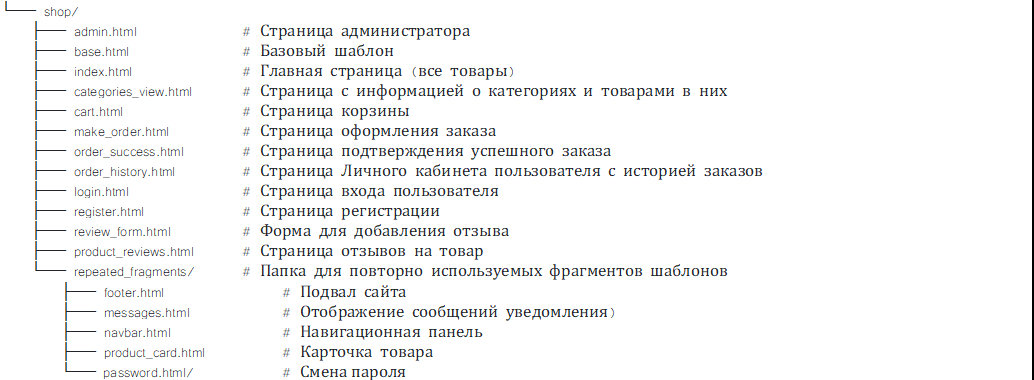 shop/
admin.html # Страница администратора
base.html # Базовый шаблон
index.html # Главная страница (все товары)
categories_view.html # Страница с информацией о категориях и товарами в них
cart.html # Страница корзины
make_order.html # Страница оформления заказа
order_success.html # Страница подтверждения успешного заказа
order_history.html # Страница Личного кабинета пользователя с историей заказов
login.html # Страница входа пользователя
register.html # Страница регистрации
review_form.html # Форма для добавления отзыва
product_reviews.html # Страница отзывов на товар
repeated_fragments/ # Папка для повторно используемых фрагментов шаблонов
footer.html # Подвал сайта
messages.html # Отображение сообщений уведомления)
navbar.html # Навигационная панель
product_card.html # Карточка товара
password.html/ # Смена пароля